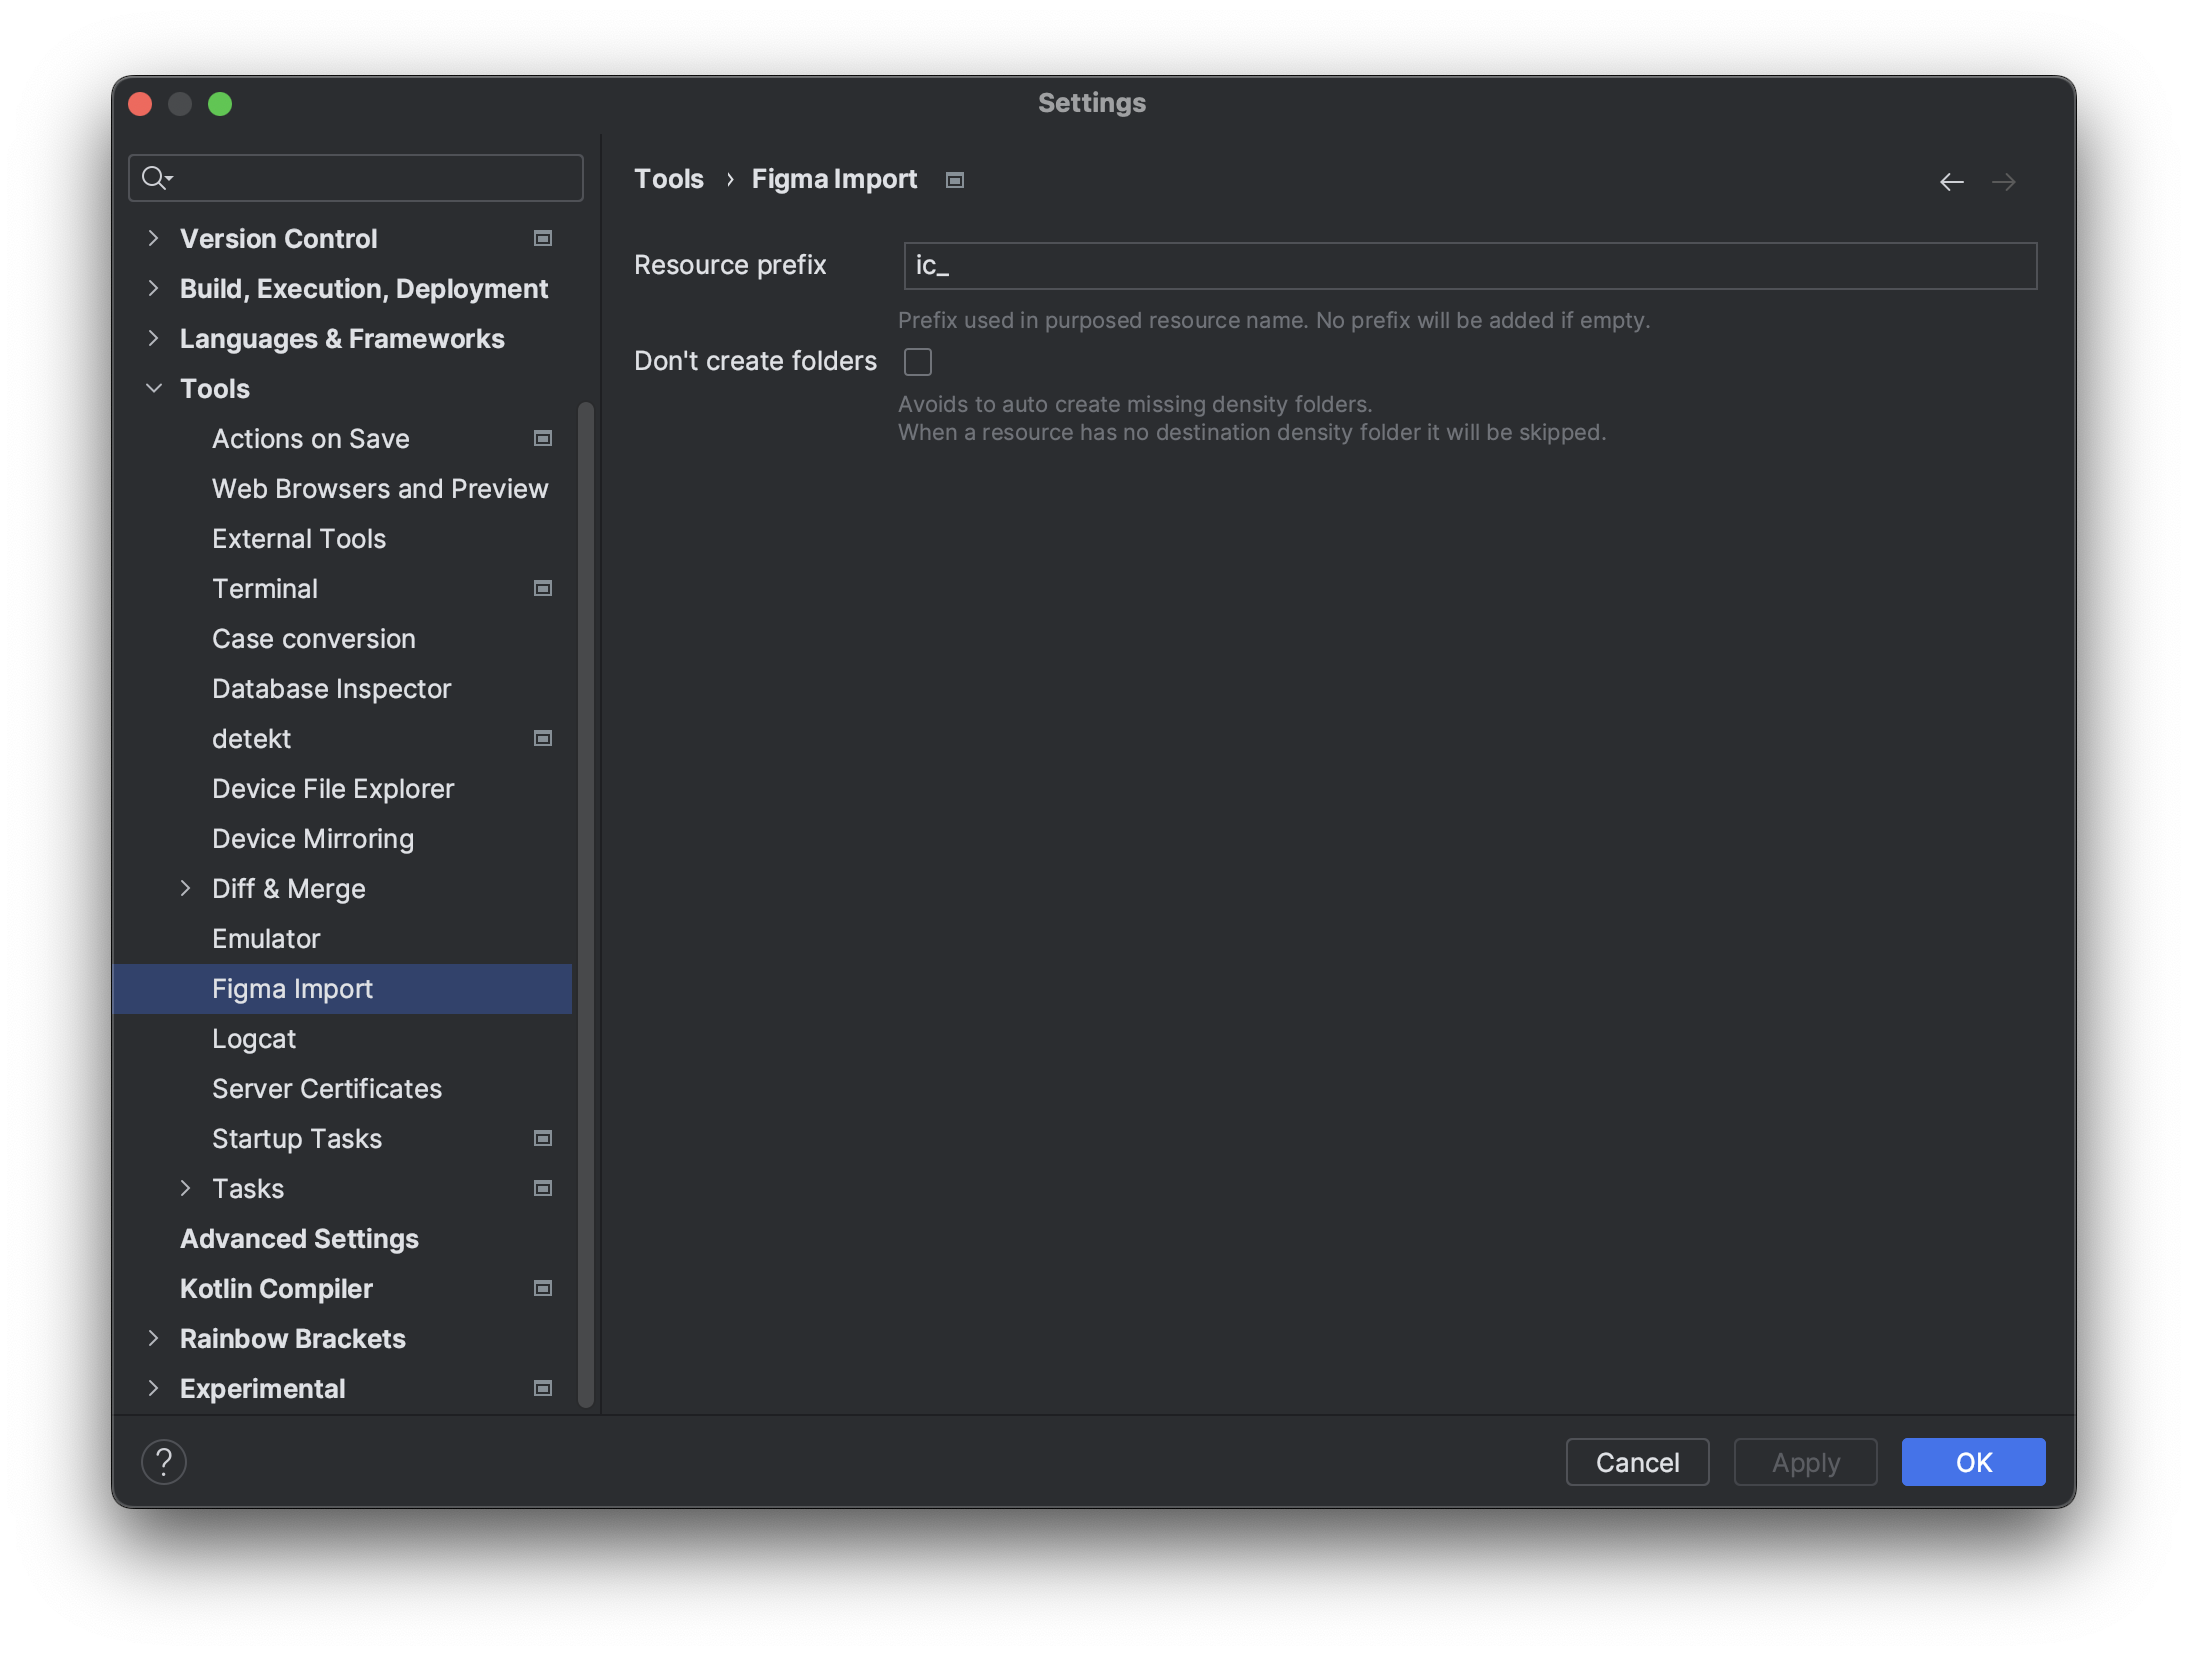 Settings
Version Control
Build, Execution, Deployment
Languages & Frameworks
Tools
Actions on Save
Web Browsers and Preview
External Tools
Terminal
Case conversion
Database Inspector
detekt
Device File Explorer
Device Mirroring
Diff & Merge
Emulator
Figma Import
Logcat
Server Certificates
Startup Tasks
Tasks
Advanced Settings
Kotlin Compiler
Rainbow Brackets
Experimental
Tools › Figma Import
Resource prefix ic_
Prefix used in purposed resource name. No prefix will be added if empty.
Don't create folders
Avoids to auto create missing density folders.
When a resource has no destination density folder it will be skipped.
? Cancel Apply OK